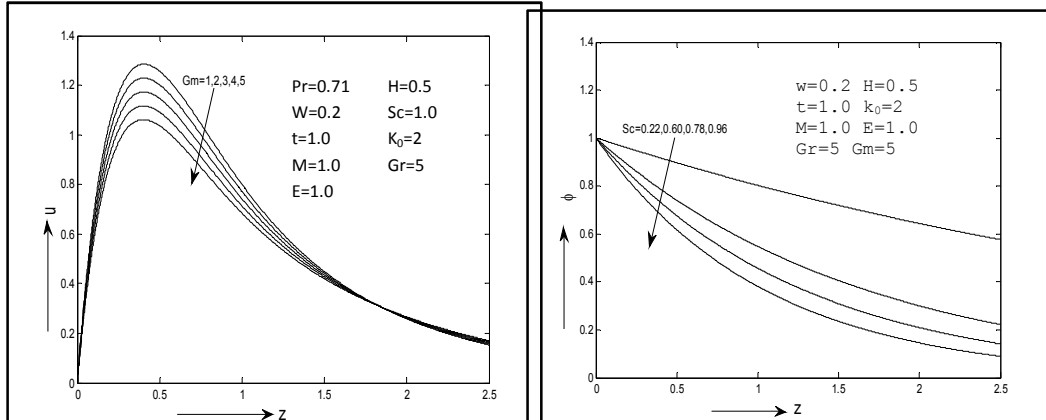 1.4
1.2
1
0.8
0.6
0.4
0.2
0
u
Gm=1,2,3,4,5
Pr=0.71 H=0.5
W=0.2 Sc=1.0
t=1.0 K₀=2
M=1.0 Gr=5
E=1.0
0 0.5 1 1.5 2 2.5
z
1.4
1.2
1
0.8
0.6
0.4
0.2
0
ϕ
w=0.2 H=0.5
t=1.0 k₀=2
M=1.0 E=1.0
Gr=5 Gm=5
Sc=0.22,0.60,0.78,0.96
0 0.5 1 1.5 2 2.5
z